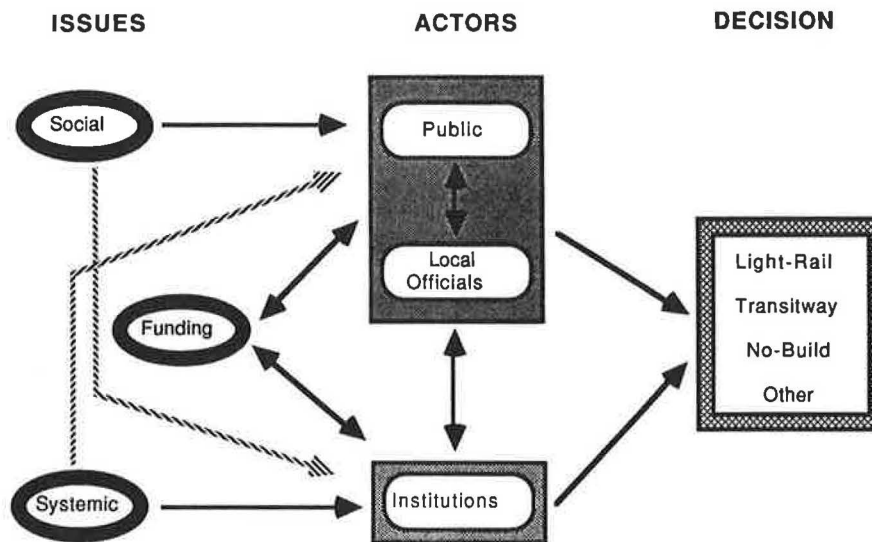 ISSUES
ACTORS
DECISION
Social
Public
Local
Officials
Funding
Light-Rail
Transitway
No-Build
Other
Systemic
Institutions